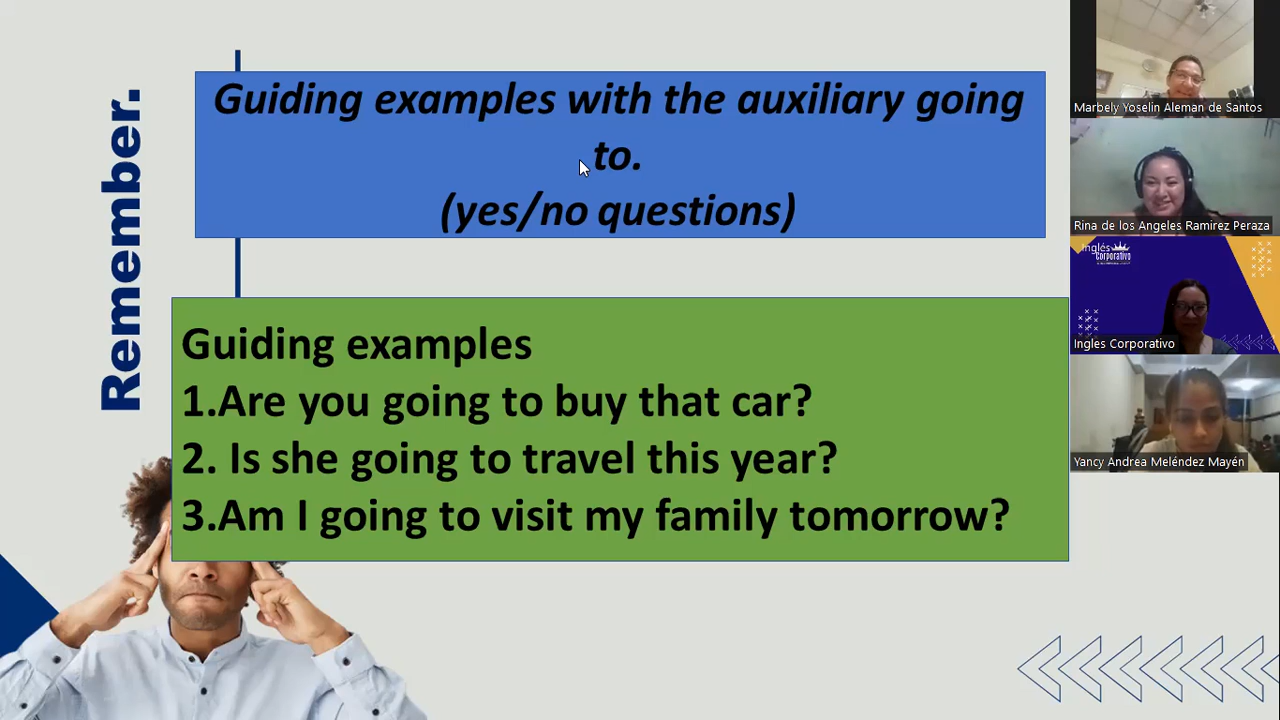 Remember.
Guiding examples with the auxiliary going
to.
(yes/no questions)
Guiding examples
1.Are you going to buy that car?
2. Is she going to travel this year?
3.Am I going to visit my family tomorrow?
Marbely Yoselin Aleman de Santos
Rina de los Angeles Ramirez Peraza
Inglés
Corporativo
Ingles Corporativo
Yancy Andrea Meléndez Mayén